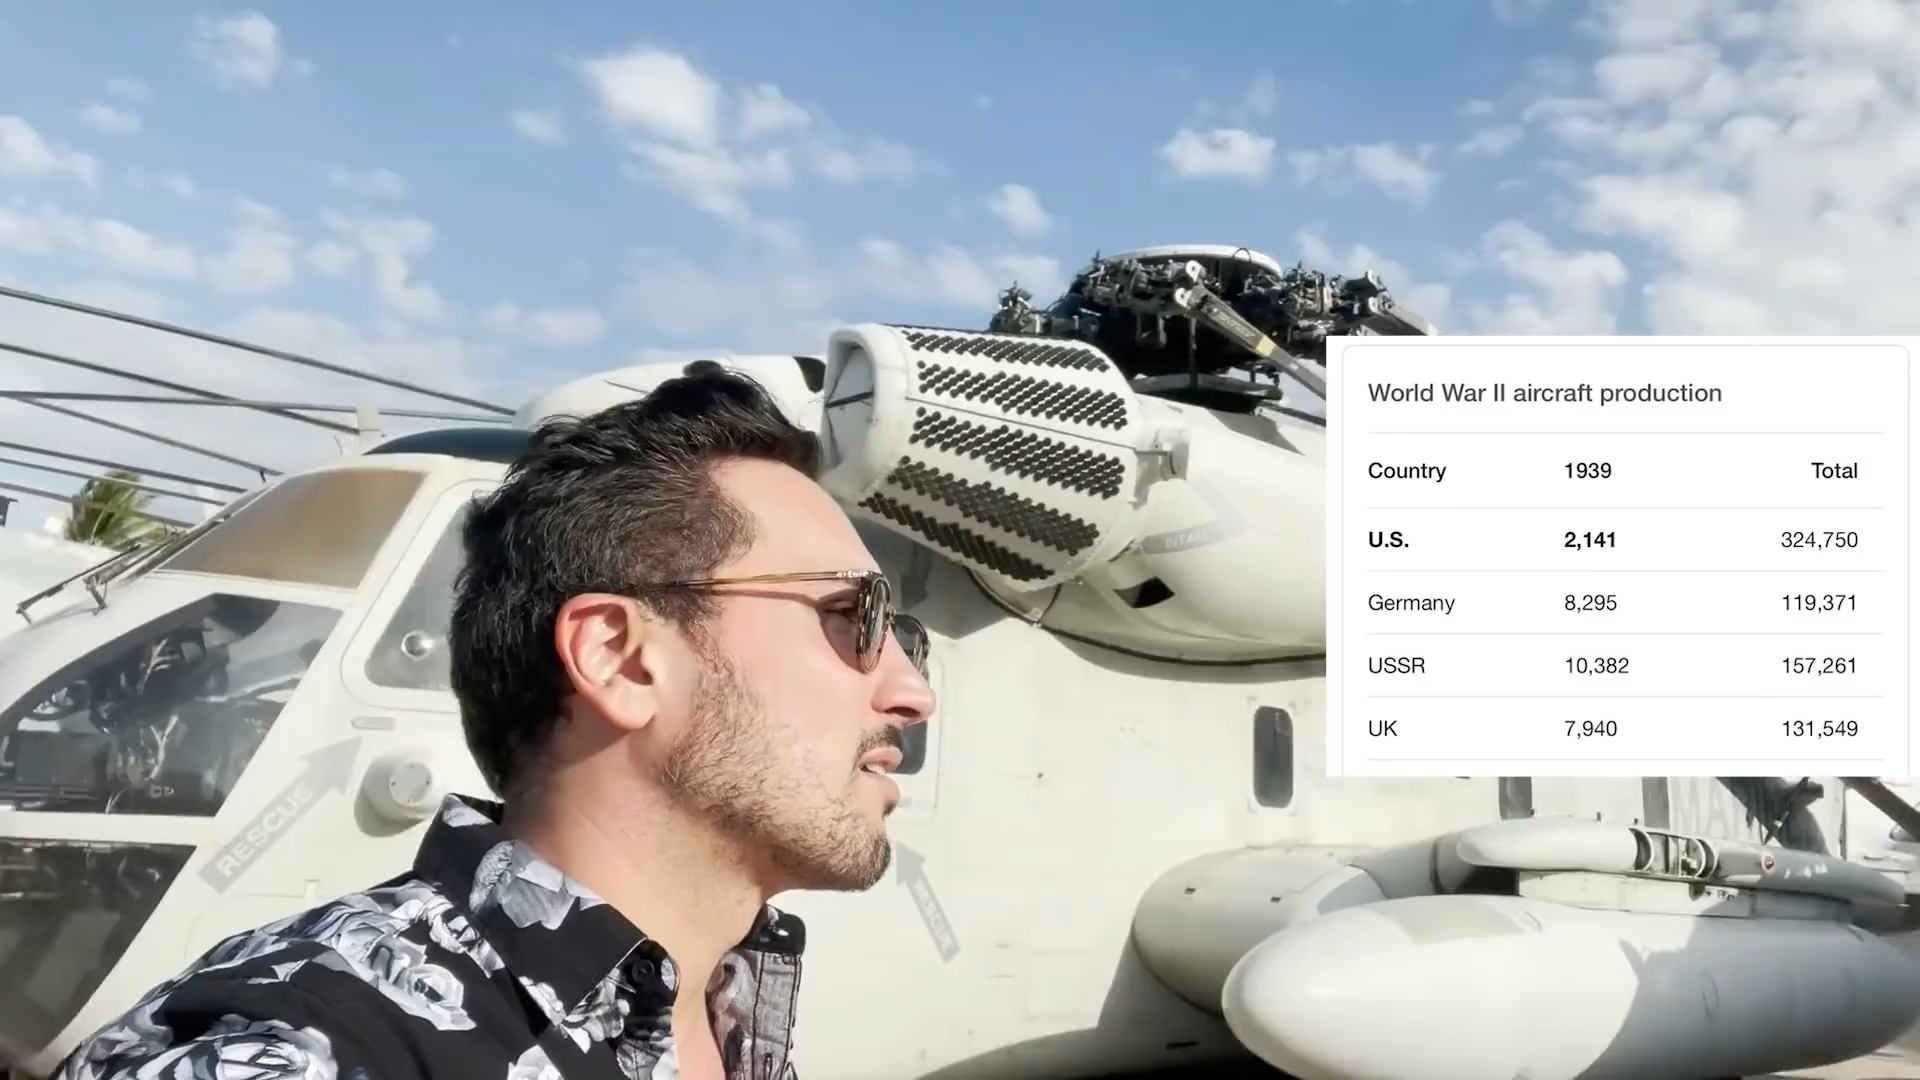 World War II aircraft production
Country 1939 Total
U.S. 2,141 324,750
Germany 8,295 119,371
USSR 10,382 157,261
UK 7,940 131,549
RESCUE
RESCUE